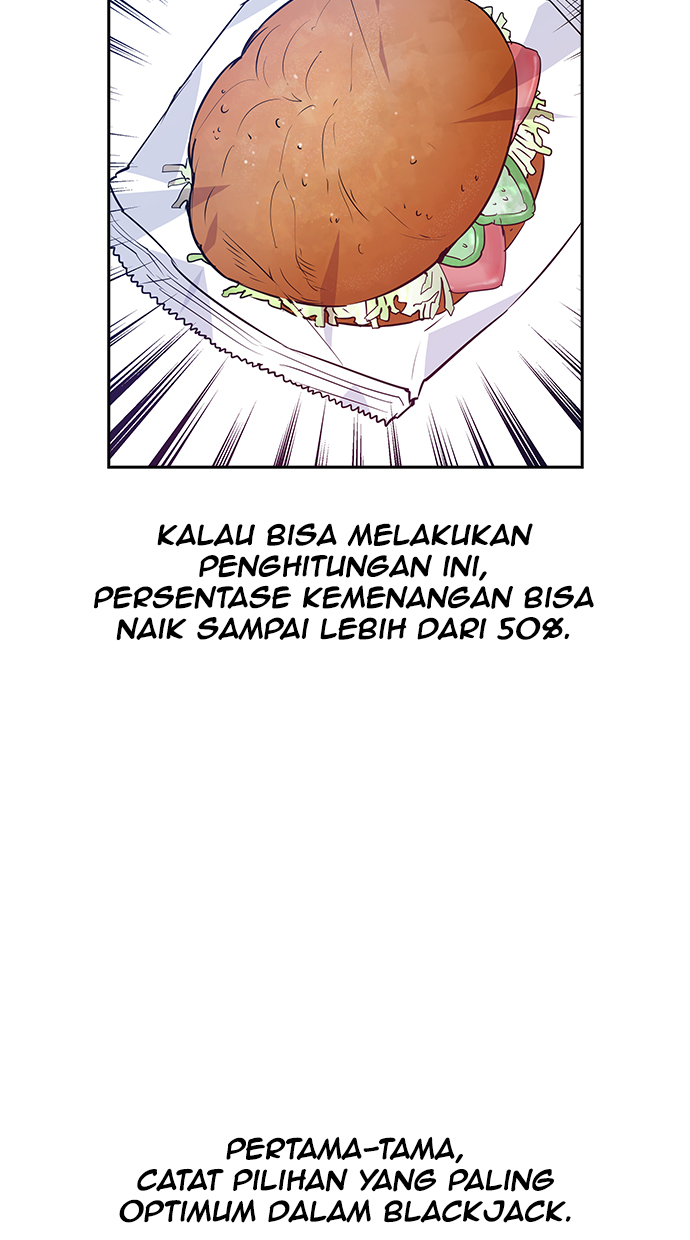 KALAU BISA MELAKUKAN
PENGHITUNGAN INI,
PERSENTASE KEMENANGAN BISA
NAIK SAMPAI LEBIH DARI 50%.
PERTAMA-TAMA,
CATAT PILIHAN YANG PALING
OPTIMUM DALAM BLACKJACK.